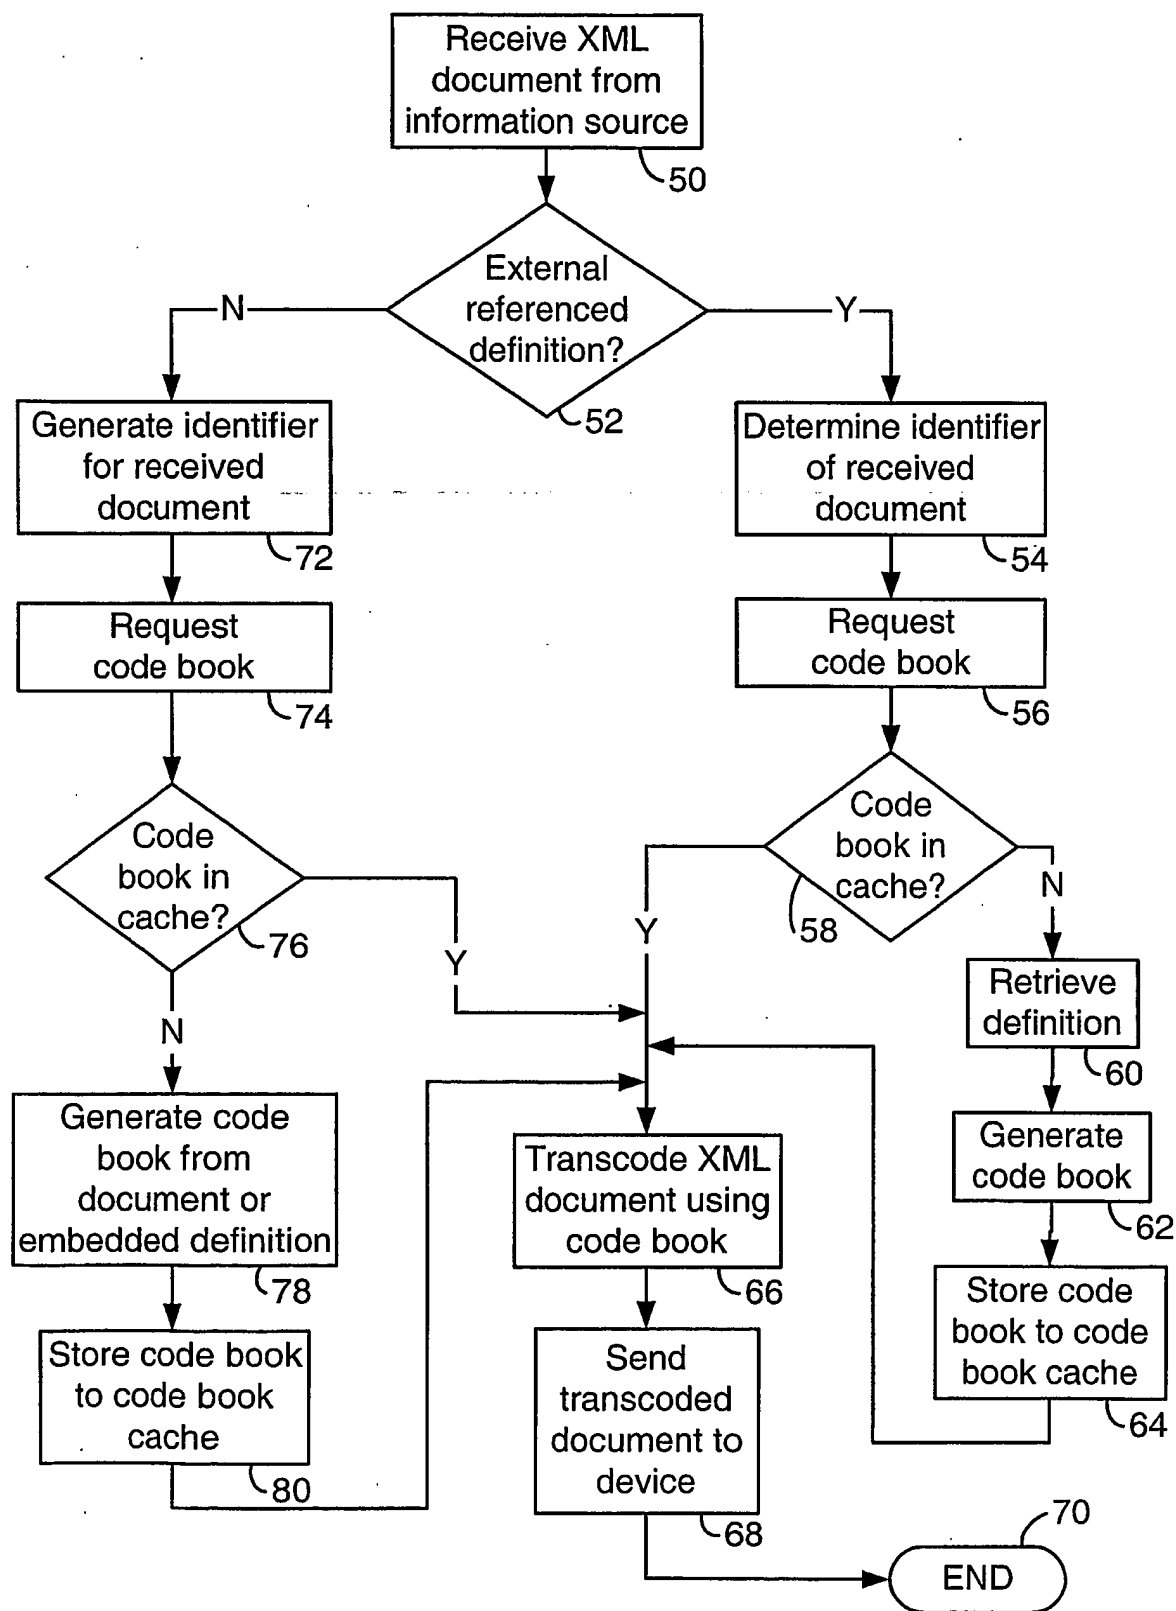 Receive XML
document from
information source
50
External
referenced
definition?
52
N
Y
Generate identifier
for received
document
72
Determine identifier
of received
document
54
Request
code book
74
Request
code book
56
Code
book in
cache?
76
Code
book in
cache?
58
Y
N
Y
N
Retrieve
definition
60
Generate code
book from
document or
embedded definition
78
Transcode XML
document using
code book
66
Generate
code book
62
Store code book
to code book
cache
80
Send
transcoded
document to
device
68
Store code
book to code
book cache
64
70
END